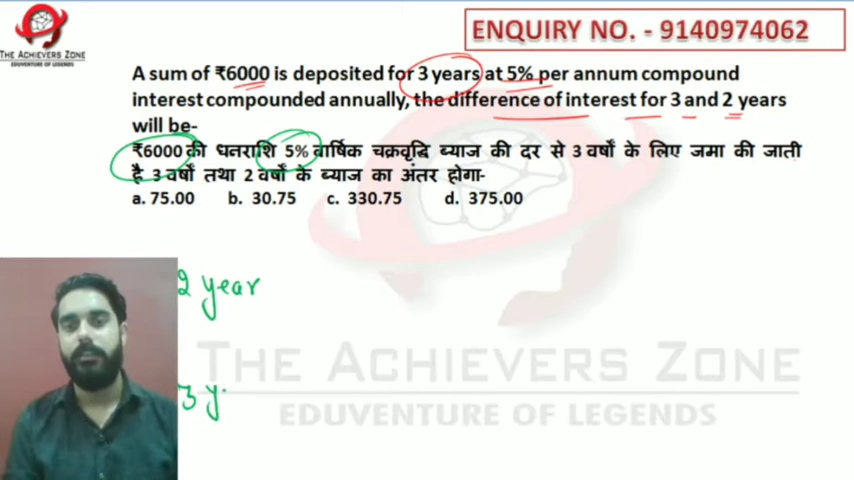 THE ACHIEVERS ZONE
EDUVENTURE OF LEGENDS
ENQUIRY NO. - 9140974062
A sum of ₹6000 is deposited for 3 years at 5% per annum compound
interest compounded annually, the difference of interest for 3 and 2 years
will be-
₹6000 की धनराशि 5% वार्षिक चक्रवृद्धि ब्याज की दर से 3 वर्षों के लिए जमा की जाती
है 3 वर्षों तथा 2 वर्षों के ब्याज का अंतर होगा-
a. 75.00 b. 30.75 c. 330.75 d. 375.00
2 year
3 y.
THE ACHIEVERS ZONE
EDUVENTURE OF LEGENDS